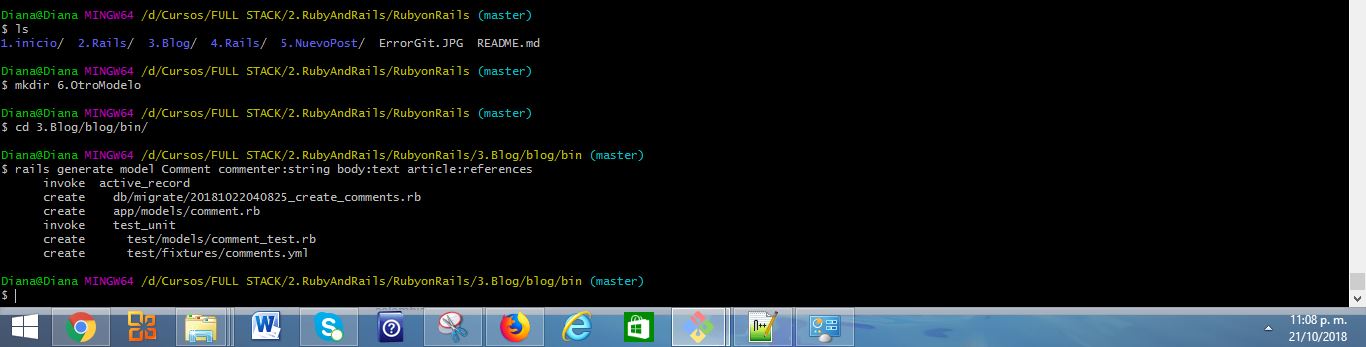 Diana@Diana MINGW64 /d/Cursos/FULL STACK/2.RubyAndRails/RubyonRails (master)
$ ls
1.inicio/  2.Rails/  3.Blog/  4.Rails/  5.NuevoPost/  ErrorGit.JPG  README.md
Diana@Diana MINGW64 /d/Cursos/FULL STACK/2.RubyAndRails/RubyonRails (master)
$ mkdir 6.OtroModelo
Diana@Diana MINGW64 /d/Cursos/FULL STACK/2.RubyAndRails/RubyonRails (master)
$ cd 3.Blog/blog/bin/
Diana@Diana MINGW64 /d/Cursos/FULL STACK/2.RubyAndRails/RubyonRails/3.Blog/blog/bin (master)
$ rails generate model Comment commenter:string body:text article:references
invoke  active_record
create    db/migrate/20181022040825_create_comments.rb
create    app/models/comment.rb
invoke    test_unit
create      test/models/comment_test.rb
create      test/fixtures/comments.yml
Diana@Diana MINGW64 /d/Cursos/FULL STACK/2.RubyAndRails/RubyonRails/3.Blog/blog/bin (master)
$
11:08 p. m.
21/10/2018